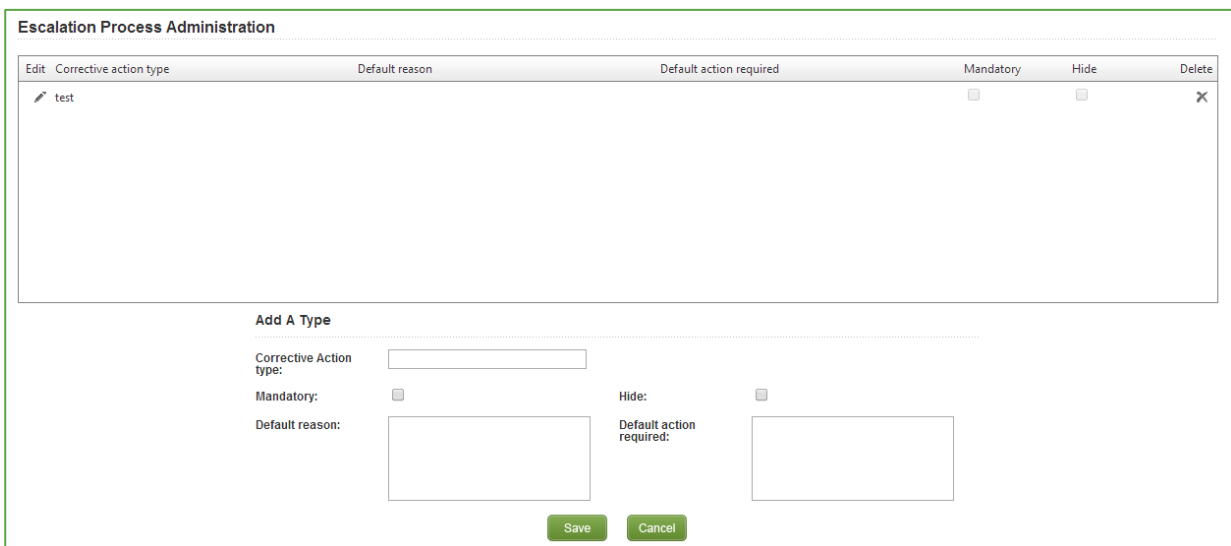 Escalation Process Administration
Edit Corrective action type Default reason Default action required Mandatory Hide Delete
test
Add A Type
Corrective Action
type:
Mandatory: Hide:
Default reason: Default action
required:
Save Cancel